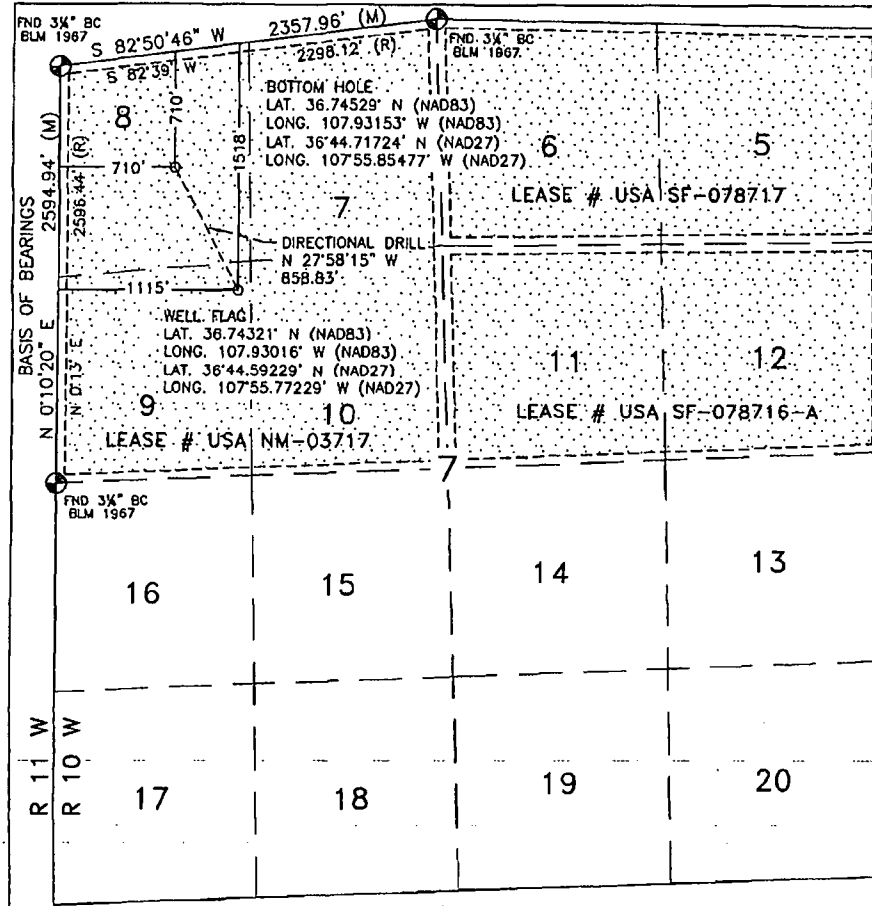 FND 3¼" BC
BLM 1967
S 82°50'46" W
2357.96' (M)
S 82°39' W
2298.12' (R)
FND 3¼" BC
BLM 1967
BASIS OF BEARINGS
N 0°10'20" E
2594.94' (M)
N 0°13' E
2596.44' (R)
8
710'
710'
1518'
BOTTOM HOLE
LAT. 36.74529° N (NAD83)
LONG. 107.93153° W (NAD83)
LAT. 36°44.71724' N (NAD27)
LONG. 107°55.85477' W (NAD27)
6
5
LEASE # USA SF-078717
7
DIRECTIONAL DRILL
N 27°58'15" W
858.83'
1115'
WELL FLAG
LAT. 36.74321° N (NAD83)
LONG. 107.93016° W (NAD83)
LAT. 36°44.59229' N (NAD27)
LONG. 107°55.77229' W (NAD27)
11
12
LEASE # USA SF-078716-A
9
10
LEASE # USA NM-03717
7
FND 3¼" BC
BLM 1967
16
15
14
13
R 11 W
R 10 W
17
18
19
20